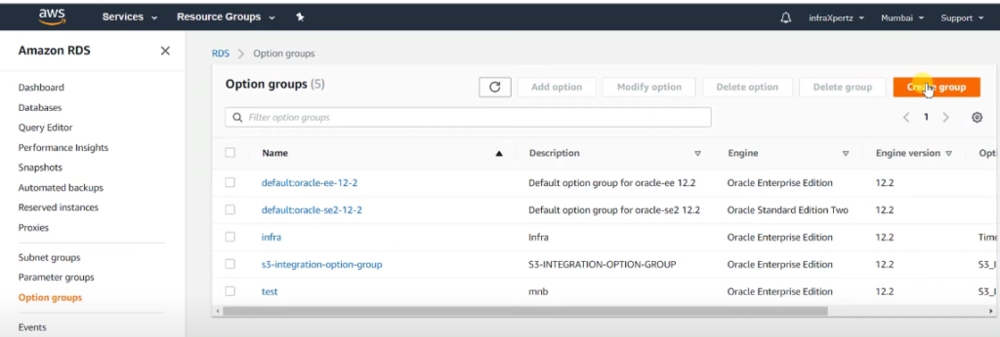 aws Services Resource Groups infraXpertz Mumbai Support
Amazon RDS
Dashboard
Databases
Query Editor
Performance Insights
Snapshots
Automated backups
Reserved instances
Proxies
Subnet groups
Parameter groups
Option groups
Events
RDS > Option groups
Option groups (5) Add option Modify option Delete option Delete group Create group
Filter option groups 1
Name Description Engine Engine version Opti
default:oracle-ee-12-2 Default option group for oracle-ee 12.2 Oracle Enterprise Edition 12.2
default:oracle-se2-12-2 Default option group for oracle-se2 12.2 Oracle Standard Edition Two 12.2
infra Infra Oracle Enterprise Edition 12.2 Time
s3-integration-option-group S3-INTEGRATION-OPTION-GROUP Oracle Enterprise Edition 12.2 S3_I
test mnb Oracle Enterprise Edition 12.2 S3_I